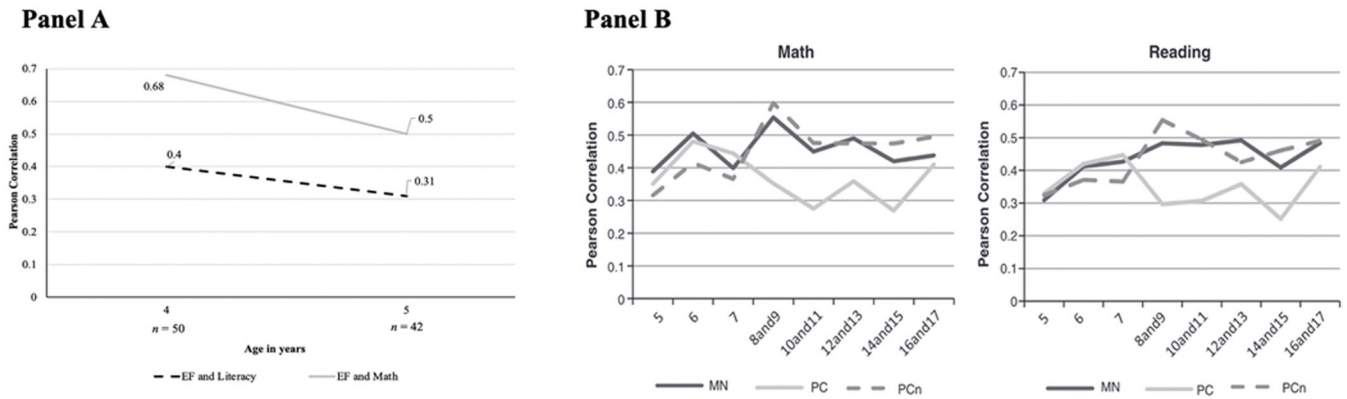 Panel A
0.7
0.6
0.5
0.4
0.3
0.2
0.1
0
Pearson Correlation
0.68
0.5
0.4
0.31
4
n = 50
5
n = 42
Age in years
EF and Literacy
EF and Math
Panel B
Math
0.7
0.6
0.5
0.4
0.3
0.2
0.1
0
Pearson Correlation
5
6
7
8and9
10and11
12and13
14and15
16and17
MN
PC
PCn
Reading
0.7
0.6
0.5
0.4
0.3
0.2
0.1
0
Pearson Correlation
5
6
7
8and9
10and11
12and13
14and15
16and17
MN
PC
PCn